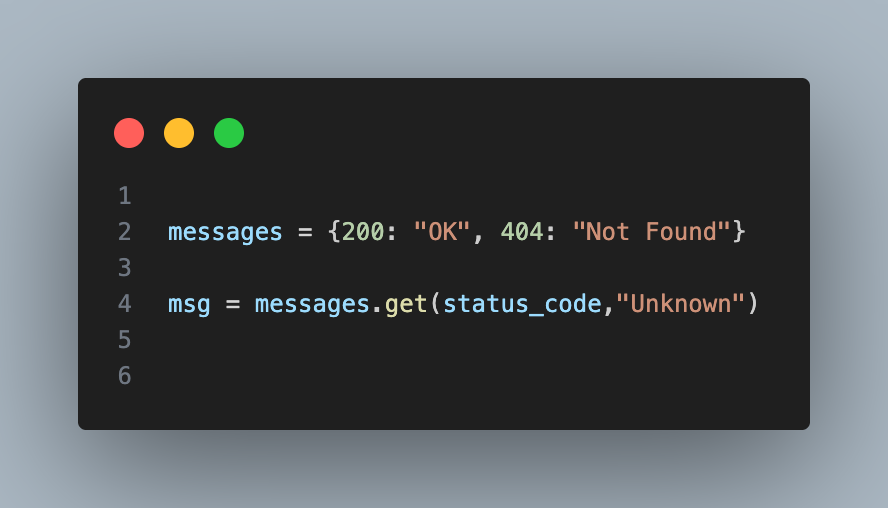 1
2 messages = {200: "OK", 404: "Not Found"}
3
4 msg = messages.get(status_code,"Unknown")
5
6